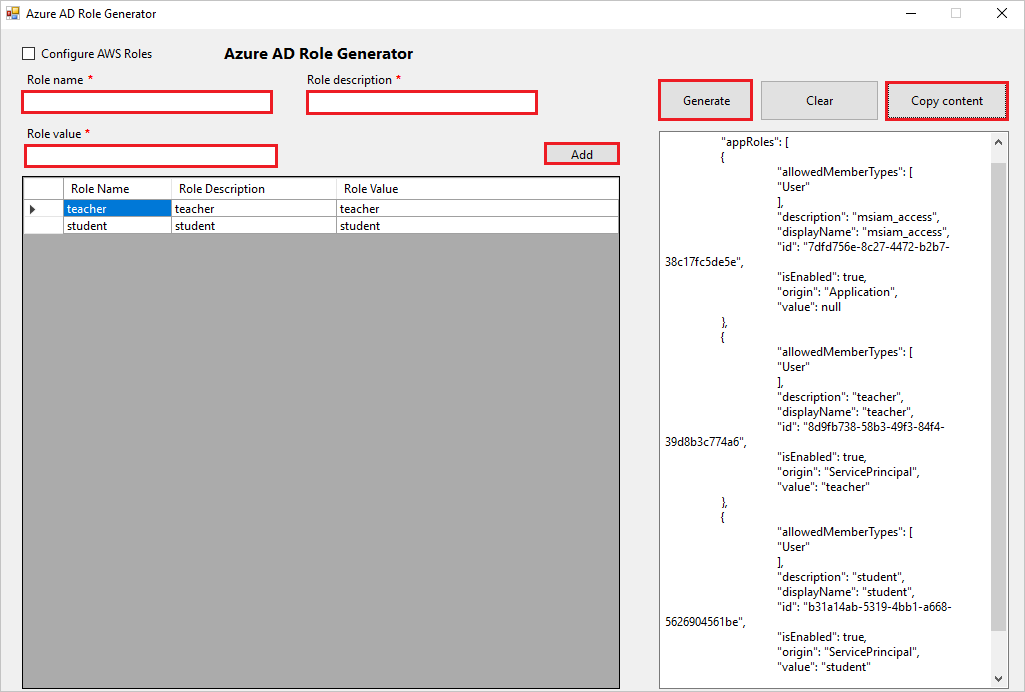 Azure AD Role Generator
Configure AWS Roles
Azure AD Role Generator
Role name *
Role description *
Role value *
Add
Role Name Role Description Role Value
teacher teacher teacher
student student student
Generate Clear Copy content
"appRoles": [
{
"allowedMemberTypes": [
"User"
],
"description": "msiam_access",
"displayName": "msiam_access",
"id": "7dfd756e-8c27-4472-b2b7-
38c17fc5de5e",
"isEnabled": true,
"origin": "Application",
"value": null
},
{
"allowedMemberTypes": [
"User"
],
"description": "teacher",
"displayName": "teacher",
"id": "8d9fb738-58b3-49f3-84f4-
39d8b3c774a6",
"isEnabled": true,
"origin": "ServicePrincipal",
"value": "teacher"
},
{
"allowedMemberTypes": [
"User"
],
"description": "student",
"displayName": "student",
"id": "b31a14ab-5319-4bb1-a668-
5626904561be",
"isEnabled": true,
"origin": "ServicePrincipal",
"value": "student"